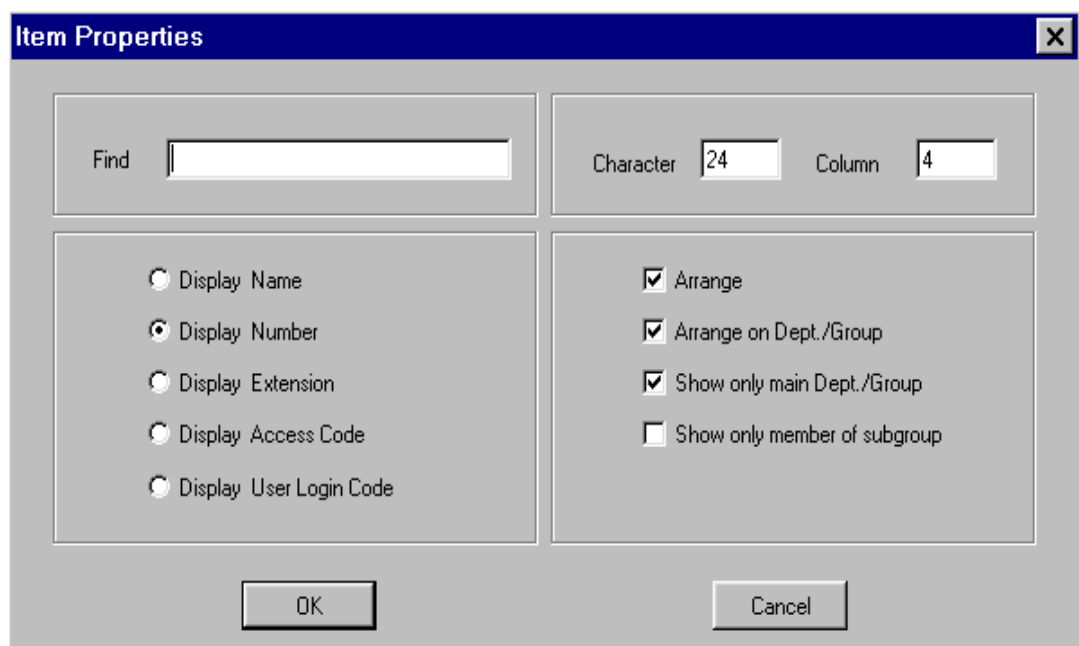 Item Properties
Find
Character 24 Column 4
Display Name
Display Number
Display Extension
Display Access Code
Display User Login Code
Arrange
Arrange on Dept./Group
Show only main Dept./Group
Show only member of subgroup
OK
Cancel